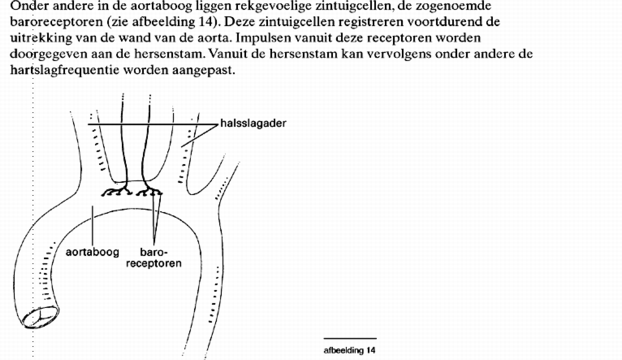 Onder andere in de aortaboog liggen rekgevoelige zintuigcellen, de zogenoemde
baroreceptoren (zie afbeelding 14). Deze zintuigcellen registreren voortdurend de
uitrekking van de wand van de aorta. Impulsen vanuit deze receptoren worden
doorgegeven aan de hersenstam. Vanuit de hersenstam kan vervolgens onder andere de
hartslagfrequentie worden aangepast.
halsslagader
aortaboog
baro-
receptoren
afbeelding 14